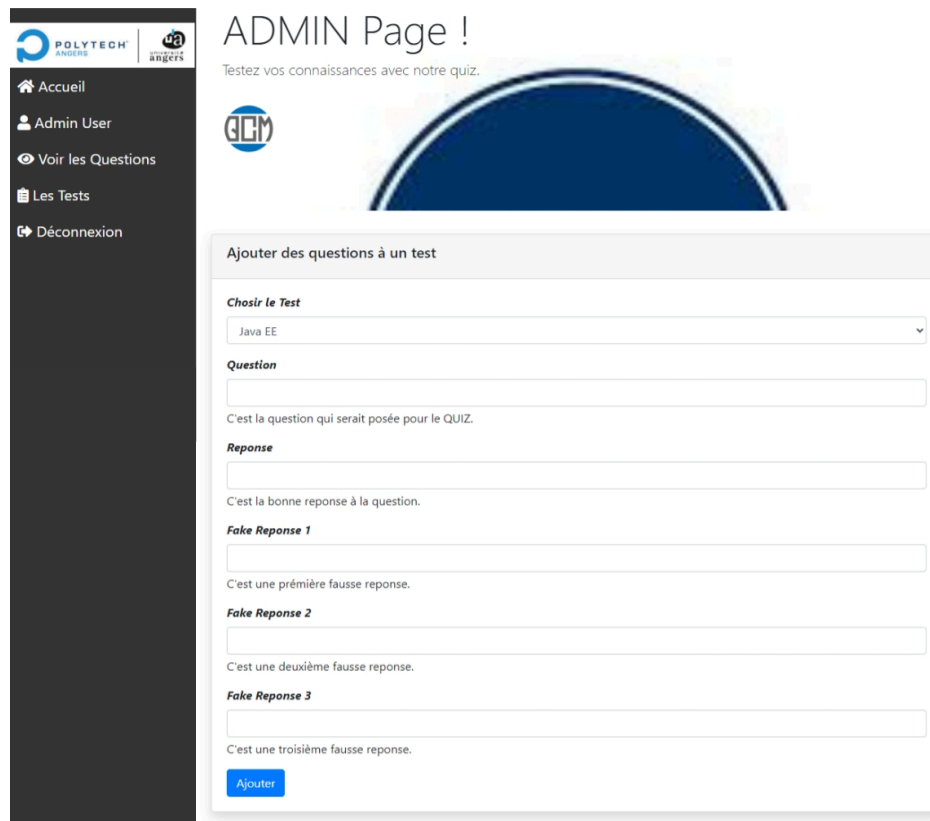 POLYTECH
ANGERS
ua
université
angers
Accueil
Admin User
Voir les Questions
Les Tests
Déconnexion
ADMIN Page !
Testez vos connaissances avec notre quiz.
QCM
Ajouter des questions à un test
Chosir le Test
Java EE
Question
C'est la question qui serait posée pour le QUIZ.
Reponse
C'est la bonne reponse à la question.
Fake Reponse 1
C'est une prémière fausse reponse.
Fake Reponse 2
C'est une deuxième fausse reponse.
Fake Reponse 3
C'est une troisième fausse reponse.
Ajouter